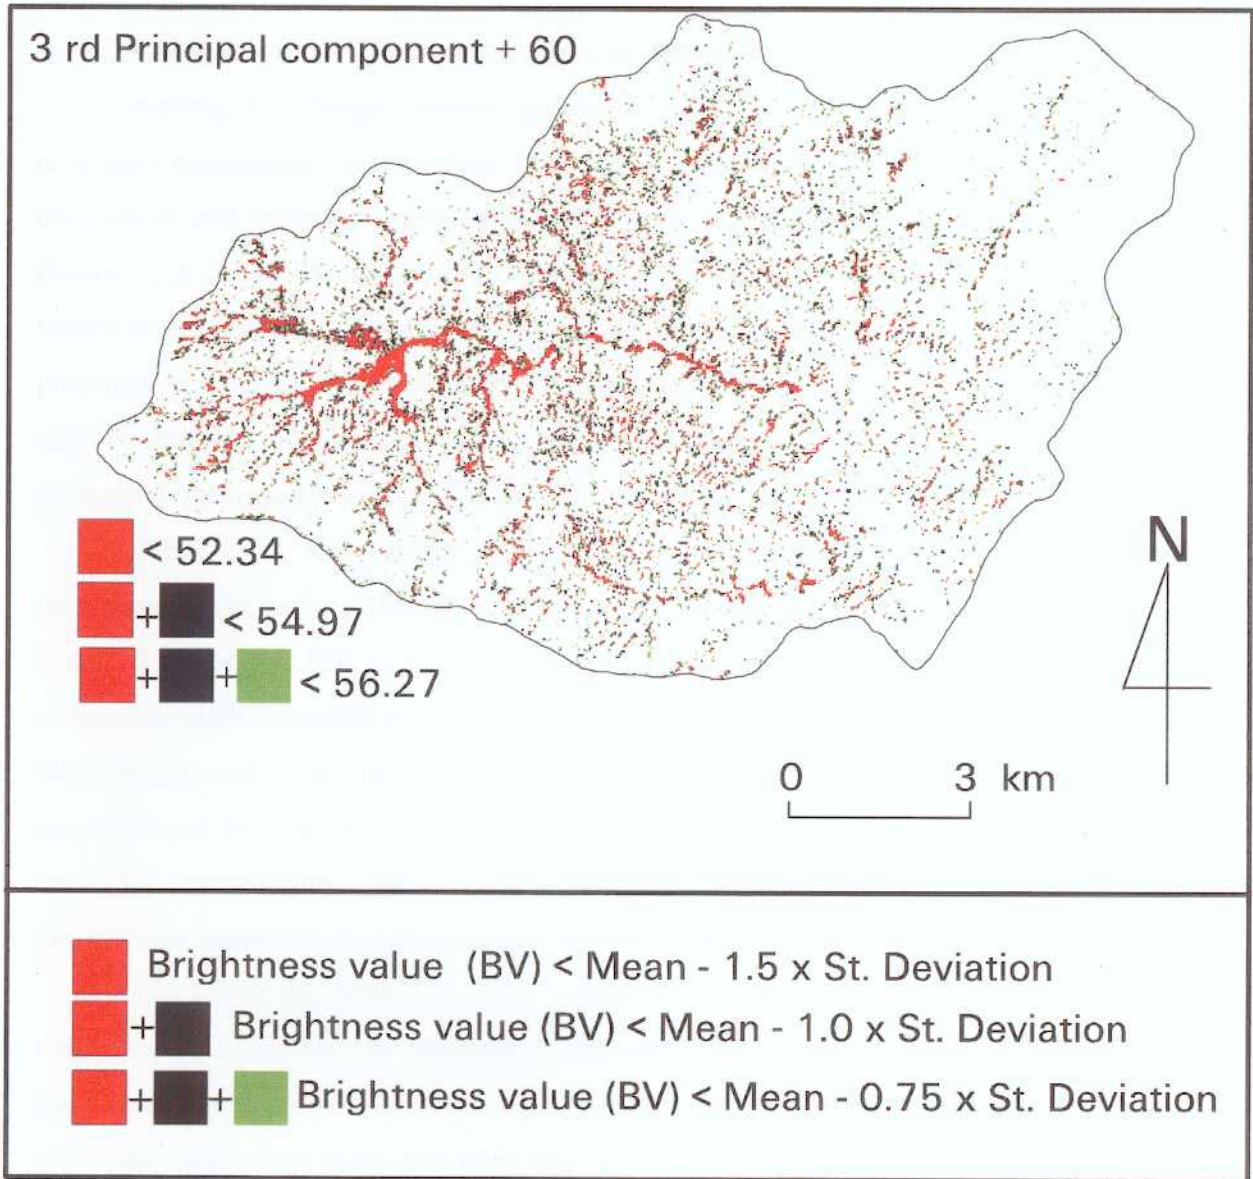 3 rd Principal component + 60
< 52.34
+ < 54.97
+ + < 56.27
N
0 3 km
Brightness value (BV) < Mean - 1.5 x St. Deviation
+ Brightness value (BV) < Mean - 1.0 x St. Deviation
+ + Brightness value (BV) < Mean - 0.75 x St. Deviation